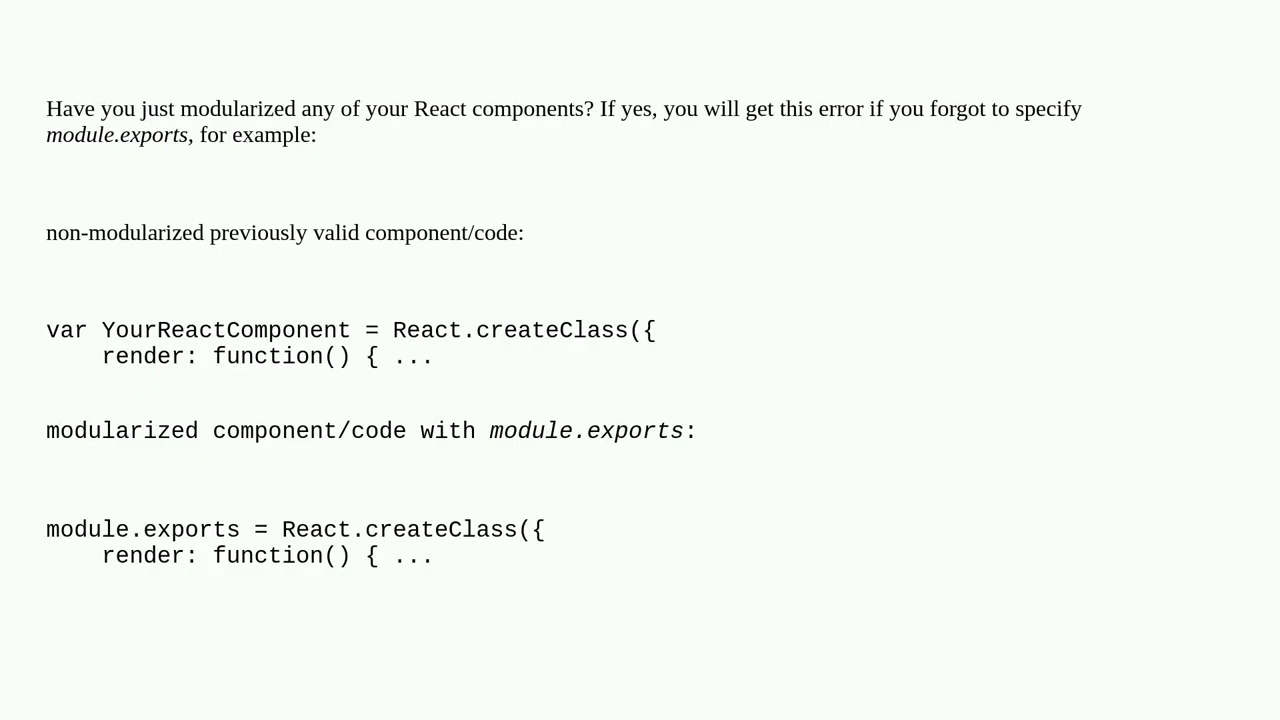 Have you just modularized any of your React components? If yes, you will get this error if you forgot to specify
module.exports, for example:
non-modularized previously valid component/code:
var YourReactComponent = React.createClass({
    render: function() { ...
modularized component/code with module.exports:
module.exports = React.createClass({
    render: function() { ...